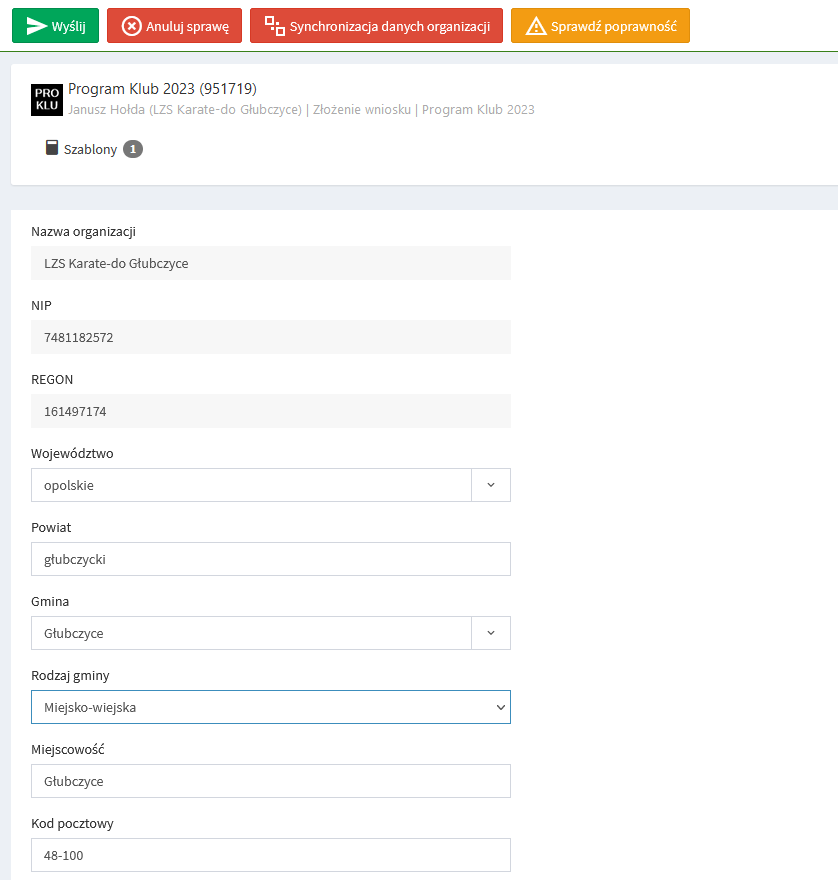 Wyślij Anuluj sprawę Synchronizacja danych organizacji Sprawdź poprawność
PRO KLU
Program Klub 2023 (951719)
Janusz Hołda (LZS Karate-do Głubczyce) | Złożenie wniosku | Program Klub 2023
Szablony 1
Nazwa organizacji
LZS Karate-do Głubczyce
NIP
7481182572
REGON
161497174
Województwo
opolskie
Powiat
głubczycki
Gmina
Głubczyce
Rodzaj gminy
Miejsko-wiejska
Miejscowość
Głubczyce
Kod pocztowy
48-100